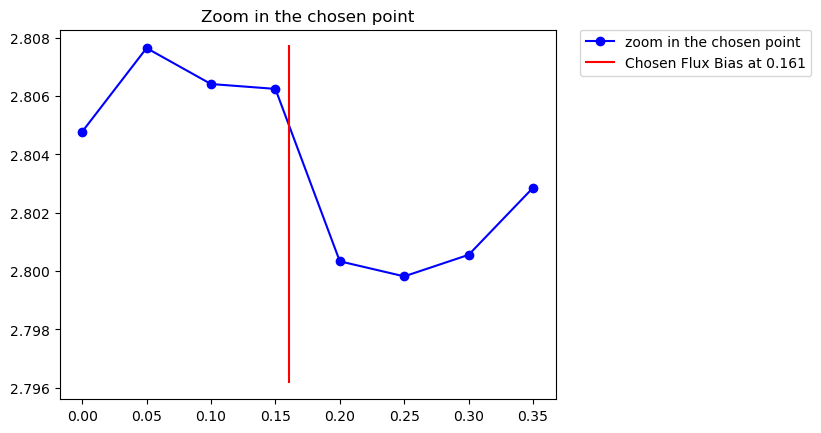 Zoom in the chosen point
zoom in the chosen point
Chosen Flux Bias at 0.161
2.808
2.806
2.804
2.802
2.800
2.798
2.796
0.00 0.05 0.10 0.15 0.20 0.25 0.30 0.35